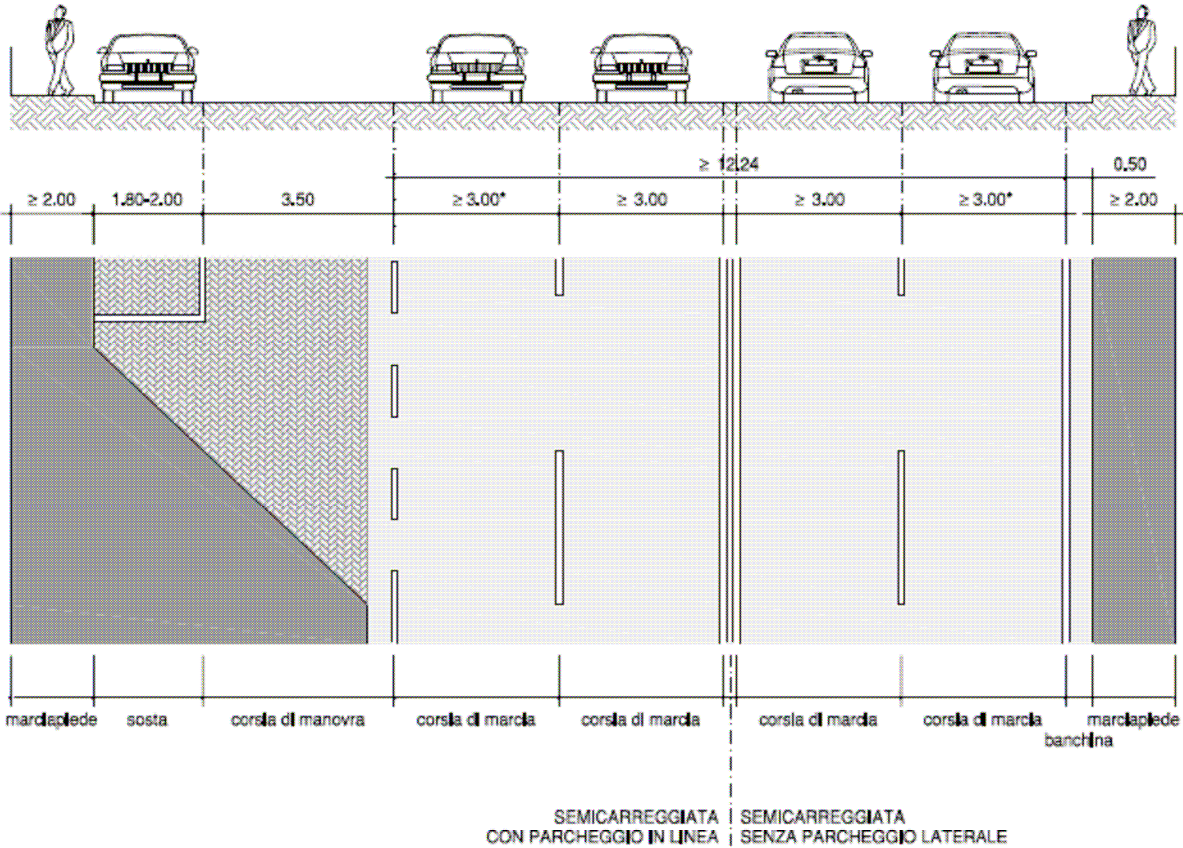 ≥ 12.24 0.50
≥ 2.00 1.80-2.00 3.50 ≥ 3.00* ≥ 3.00 ≥ 3.00 ≥ 3.00* ≥ 2.00
marciapiede sosta corsia di manovra corsia di marcia corsia di marcia corsia di marcia corsia di marcia marciapiede
banchina
SEMICARREGGIATA SEMICARREGGIATA
CON PARCHEGGIO IN LINEA SENZA PARCHEGGIO LATERALE